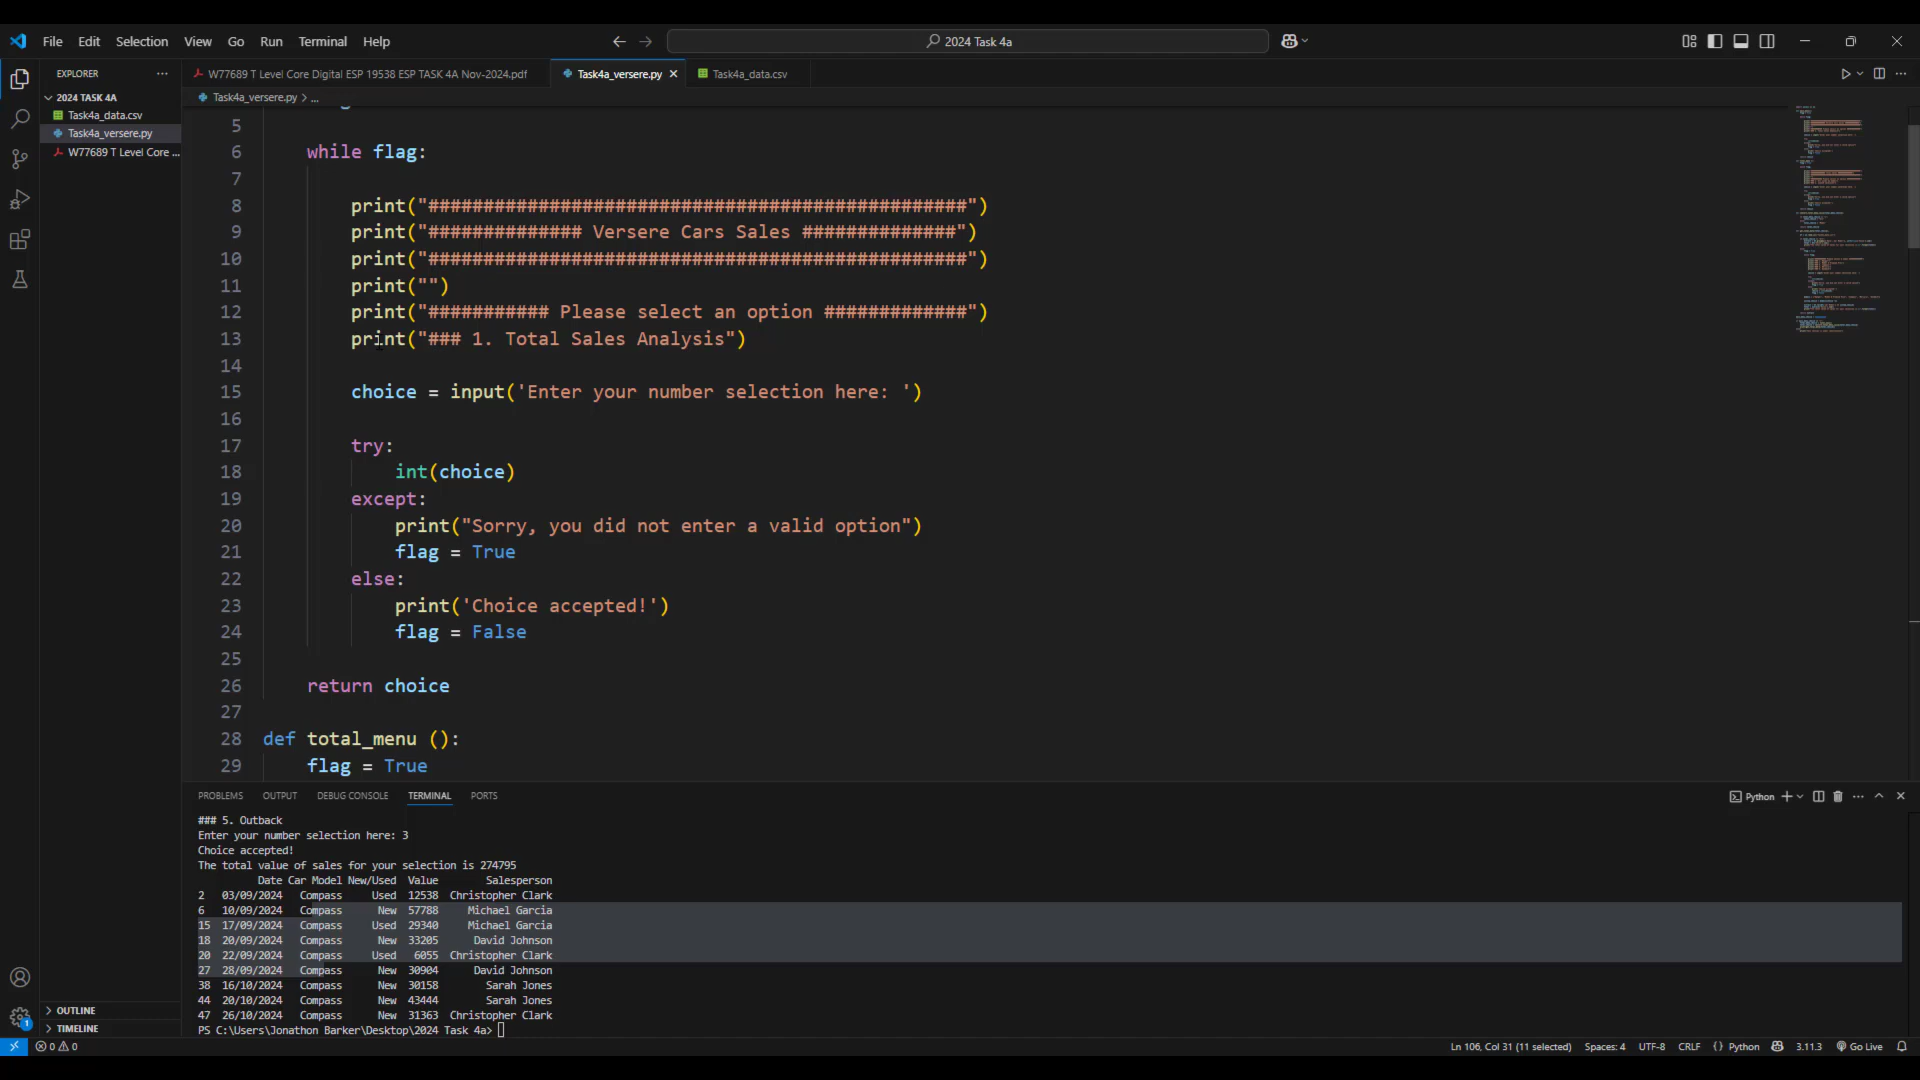 File Edit Selection View Go Run Terminal Help
2024 Task 4a
EXPLORER
W77689 T Level Core Digital ESP 19538 ESP TASK 4A Nov-2024.pdf
Task4a_versere.py
Task4a_data.csv
2024 TASK 4A
Task4a_data.csv
Task4a_versere.py
W77689 T Level Core ...
Task4a_versere.py > ...
5
6 while flag:
7
8 print("#################################################")
9 print("############## Versere Cars Sales ##############")
10 print("#################################################")
11 print("")
12 print("########### Please select an option #############")
13 print("### 1. Total Sales Analysis")
14
15 choice = input('Enter your number selection here: ')
16
17 try:
18 int(choice)
19 except:
20 print("Sorry, you did not enter a valid option")
21 flag = True
22 else:
23 print('Choice accepted!')
24 flag = False
25
26 return choice
27
28 def total_menu ():
29 flag = True
PROBLEMS OUTPUT DEBUG CONSOLE TERMINAL PORTS
Python
### 5. Outback
Enter your number selection here: 3
Choice accepted!
The total value of sales for your selection is 274795
Date Car Model New/Used Value Salesperson
2 03/09/2024 Compass Used 12538 Christopher Clark
6 10/09/2024 Compass New 57788 Michael Garcia
15 17/09/2024 Compass Used 29340 Michael Garcia
18 20/09/2024 Compass New 33205 David Johnson
20 22/09/2024 Compass Used 6055 Christopher Clark
27 28/09/2024 Compass New 30904 David Johnson
38 16/10/2024 Compass New 30158 Sarah Jones
44 20/10/2024 Compass New 43444 Sarah Jones
47 26/10/2024 Compass New 31363 Christopher Clark
PS C:\Users\Jonathon Barker\Desktop\2024 Task 4a>
OUTLINE
TIMELINE
1
0 0
Ln 106, Col 31 (11 selected) Spaces: 4 UTF-8 CRLF {} Python 3.11.3 Go Live